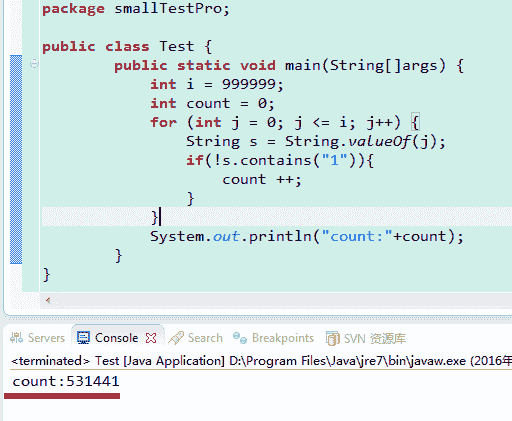 package smallTestPro;
public class Test {
public static void main(String[]args) {
int i = 999999;
int count = 0;
for (int j = 0; j <= i; j++) {
String s = String.valueOf(j);
if(!s.contains("1")){
count ++;
}
}
System.out.println("count:"+count);
}
}
Servers Console Search Breakpoints SVN 资源库
<terminated> Test [Java Application] D:\Program Files\Java\jre7\bin\javaw.exe (2016年
count:531441